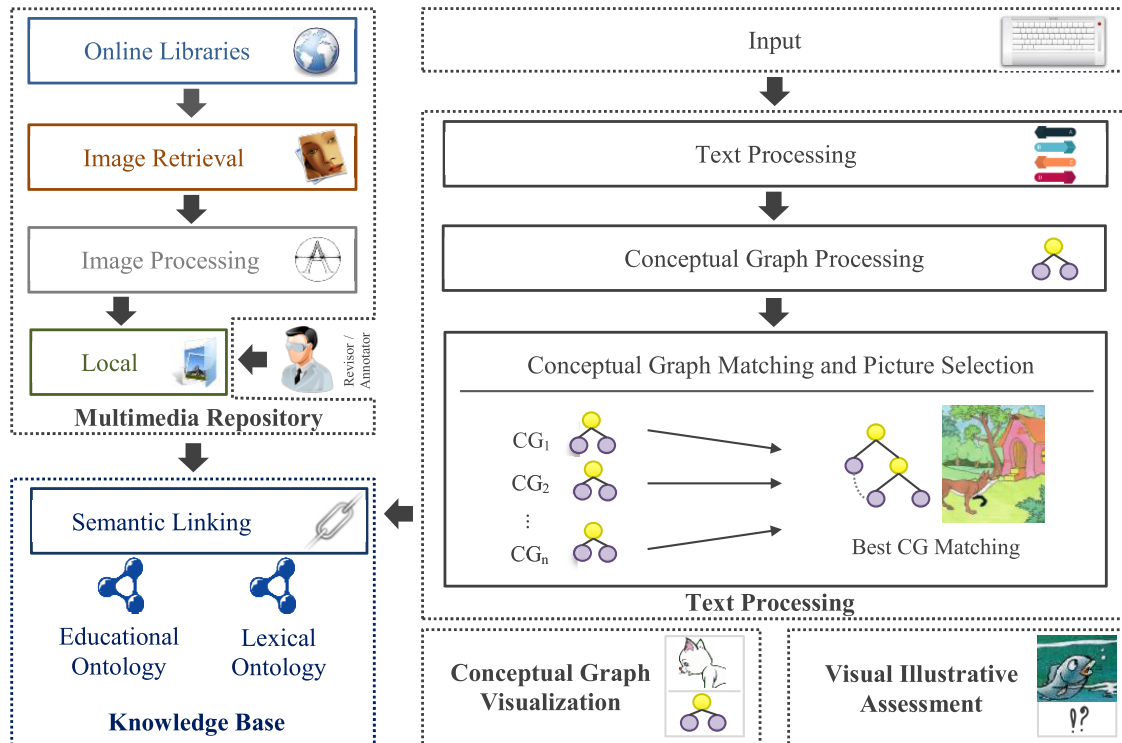 Online Libraries
Image Retrieval
Image Processing
Local
Revisor /
Annotator
Multimedia Repository
Semantic Linking
Educational
Ontology
Lexical
Ontology
Knowledge Base
Input
Text Processing
Conceptual Graph Processing
Conceptual Graph Matching and Picture Selection
CG1
CG2
⋮
CGn
Best CG Matching
Text Processing
Conceptual Graph
Visualization
Visual Illustrative
Assessment
!?